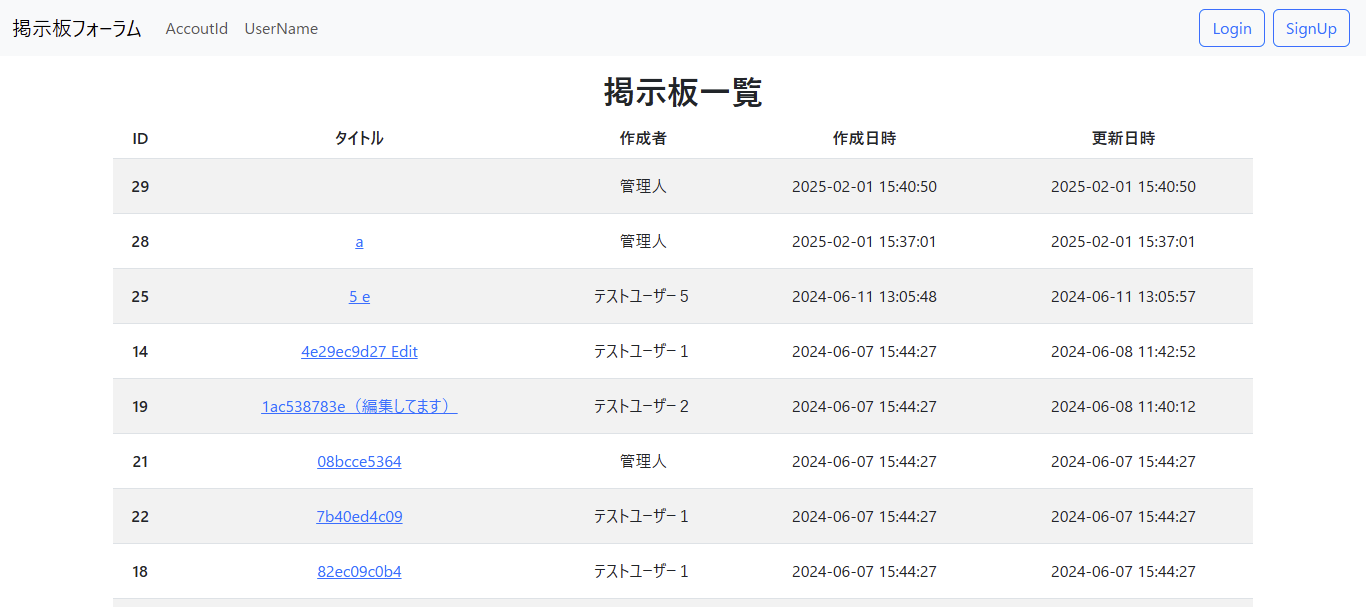 掲示板フォーラム AccoutId UserName Login SignUp
掲示板一覧
ID タイトル 作成者 作成日時 更新日時
29 管理人 2025-02-01 15:40:50 2025-02-01 15:40:50
28 a 管理人 2025-02-01 15:37:01 2025-02-01 15:37:01
25 5 e テストユーザー５ 2024-06-11 13:05:48 2024-06-11 13:05:57
14 4e29ec9d27 Edit テストユーザー１ 2024-06-07 15:44:27 2024-06-08 11:42:52
19 1ac538783e（編集してます） テストユーザー２ 2024-06-07 15:44:27 2024-06-08 11:40:12
21 08bcce5364 管理人 2024-06-07 15:44:27 2024-06-07 15:44:27
22 7b40ed4c09 テストユーザー１ 2024-06-07 15:44:27 2024-06-07 15:44:27
18 82ec09c0b4 テストユーザー１ 2024-06-07 15:44:27 2024-06-07 15:44:27